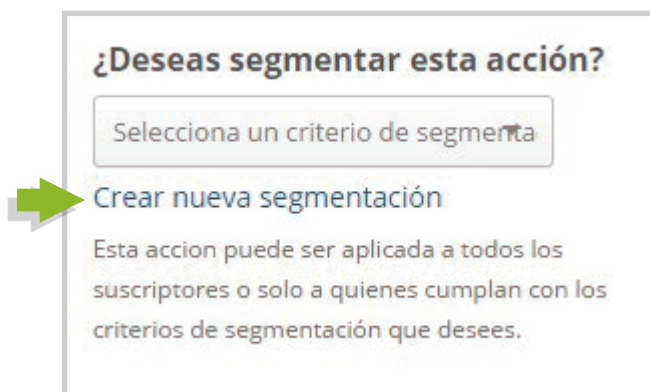 ¿Deseas segmentar esta acción?
Selecciona un criterio de segmenta
Crear nueva segmentación
Esta accion puede ser aplicada a todos los
suscriptores o solo a quienes cumplan con los
criterios de segmentación que desees.